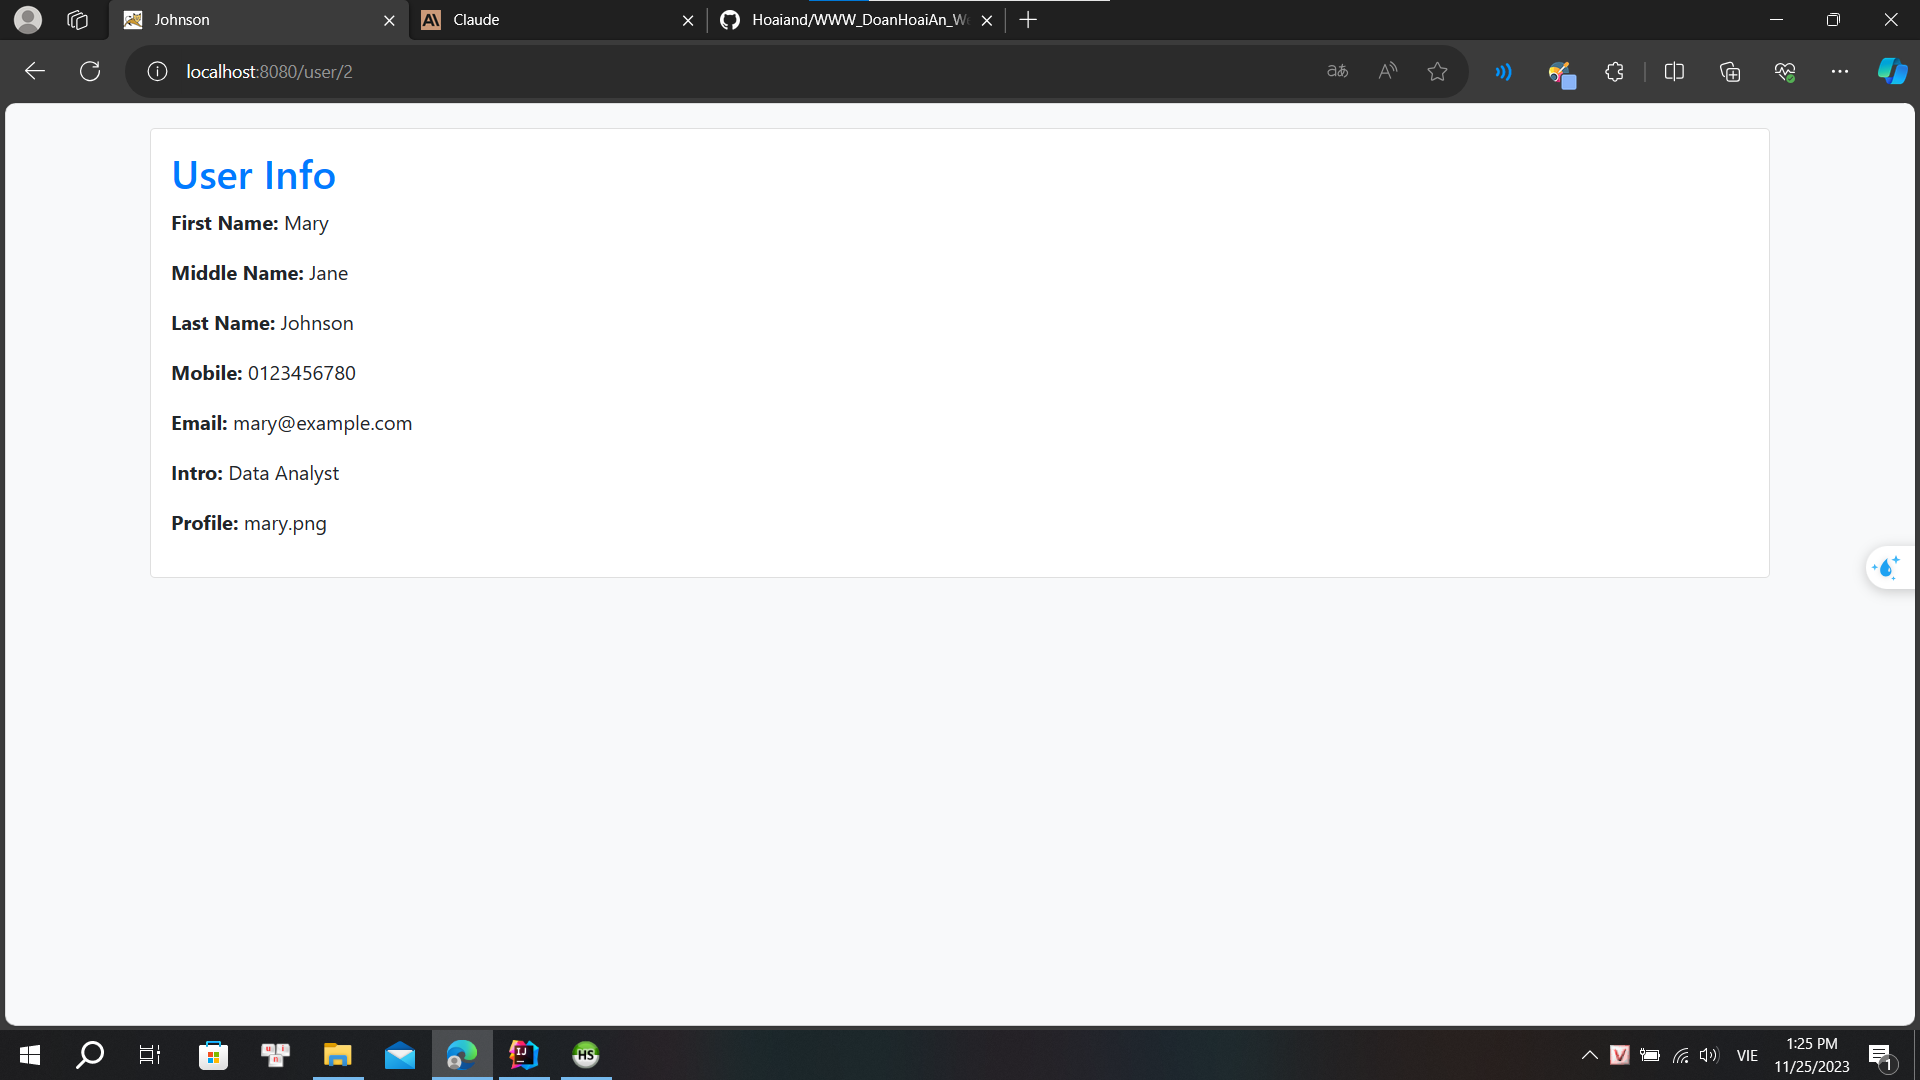 Johnson
Claude
Hoaiand/WWW_DoanHoaiAn_We
localhost:8080/user/2
User Info
First Name: Mary
Middle Name: Jane
Last Name: Johnson
Mobile: 0123456780
Email: mary@example.com
Intro: Data Analyst
Profile: mary.png
VIE
1:25 PM
11/25/2023
1